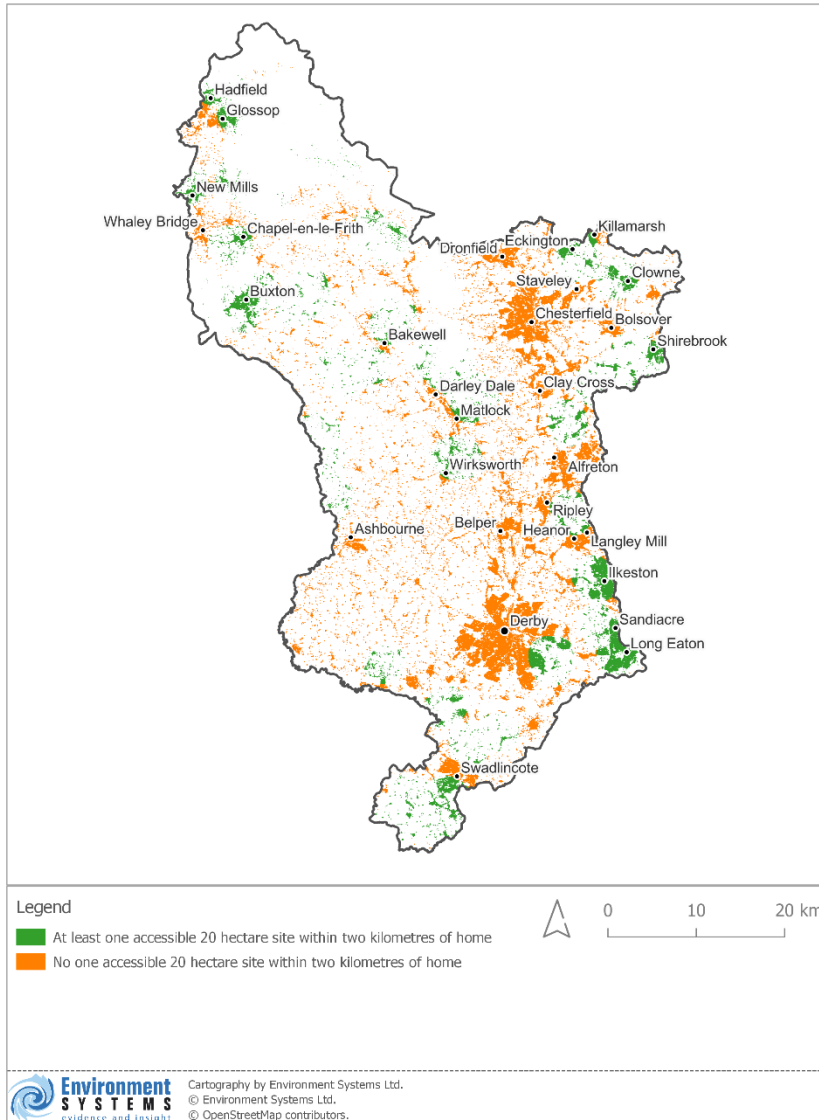 Hadfield
Glossop
New Mills
Whaley Bridge
Chapel-en-le-Frith
Killamarsh
Eckington
Dronfield
Clowne
Staveley
Buxton
Chesterfield
Bolsover
Bakewell
Shirebrook
Darley Dale
Clay Cross
Matlock
Wirksworth
Alfreton
Ripley
Belper
Heanor
Ashbourne
Langley Mill
Ilkeston
Derby
Sandiacre
Long Eaton
Swadlincote
Legend
0 10 20 km
At least one accessible 20 hectare site within two kilometres of home
No one accessible 20 hectare site within two kilometres of home
Environment
SYSTEMS
evidence and insight
Cartography by Environment Systems Ltd.
© Environment Systems Ltd.
© OpenStreetMap contributors.